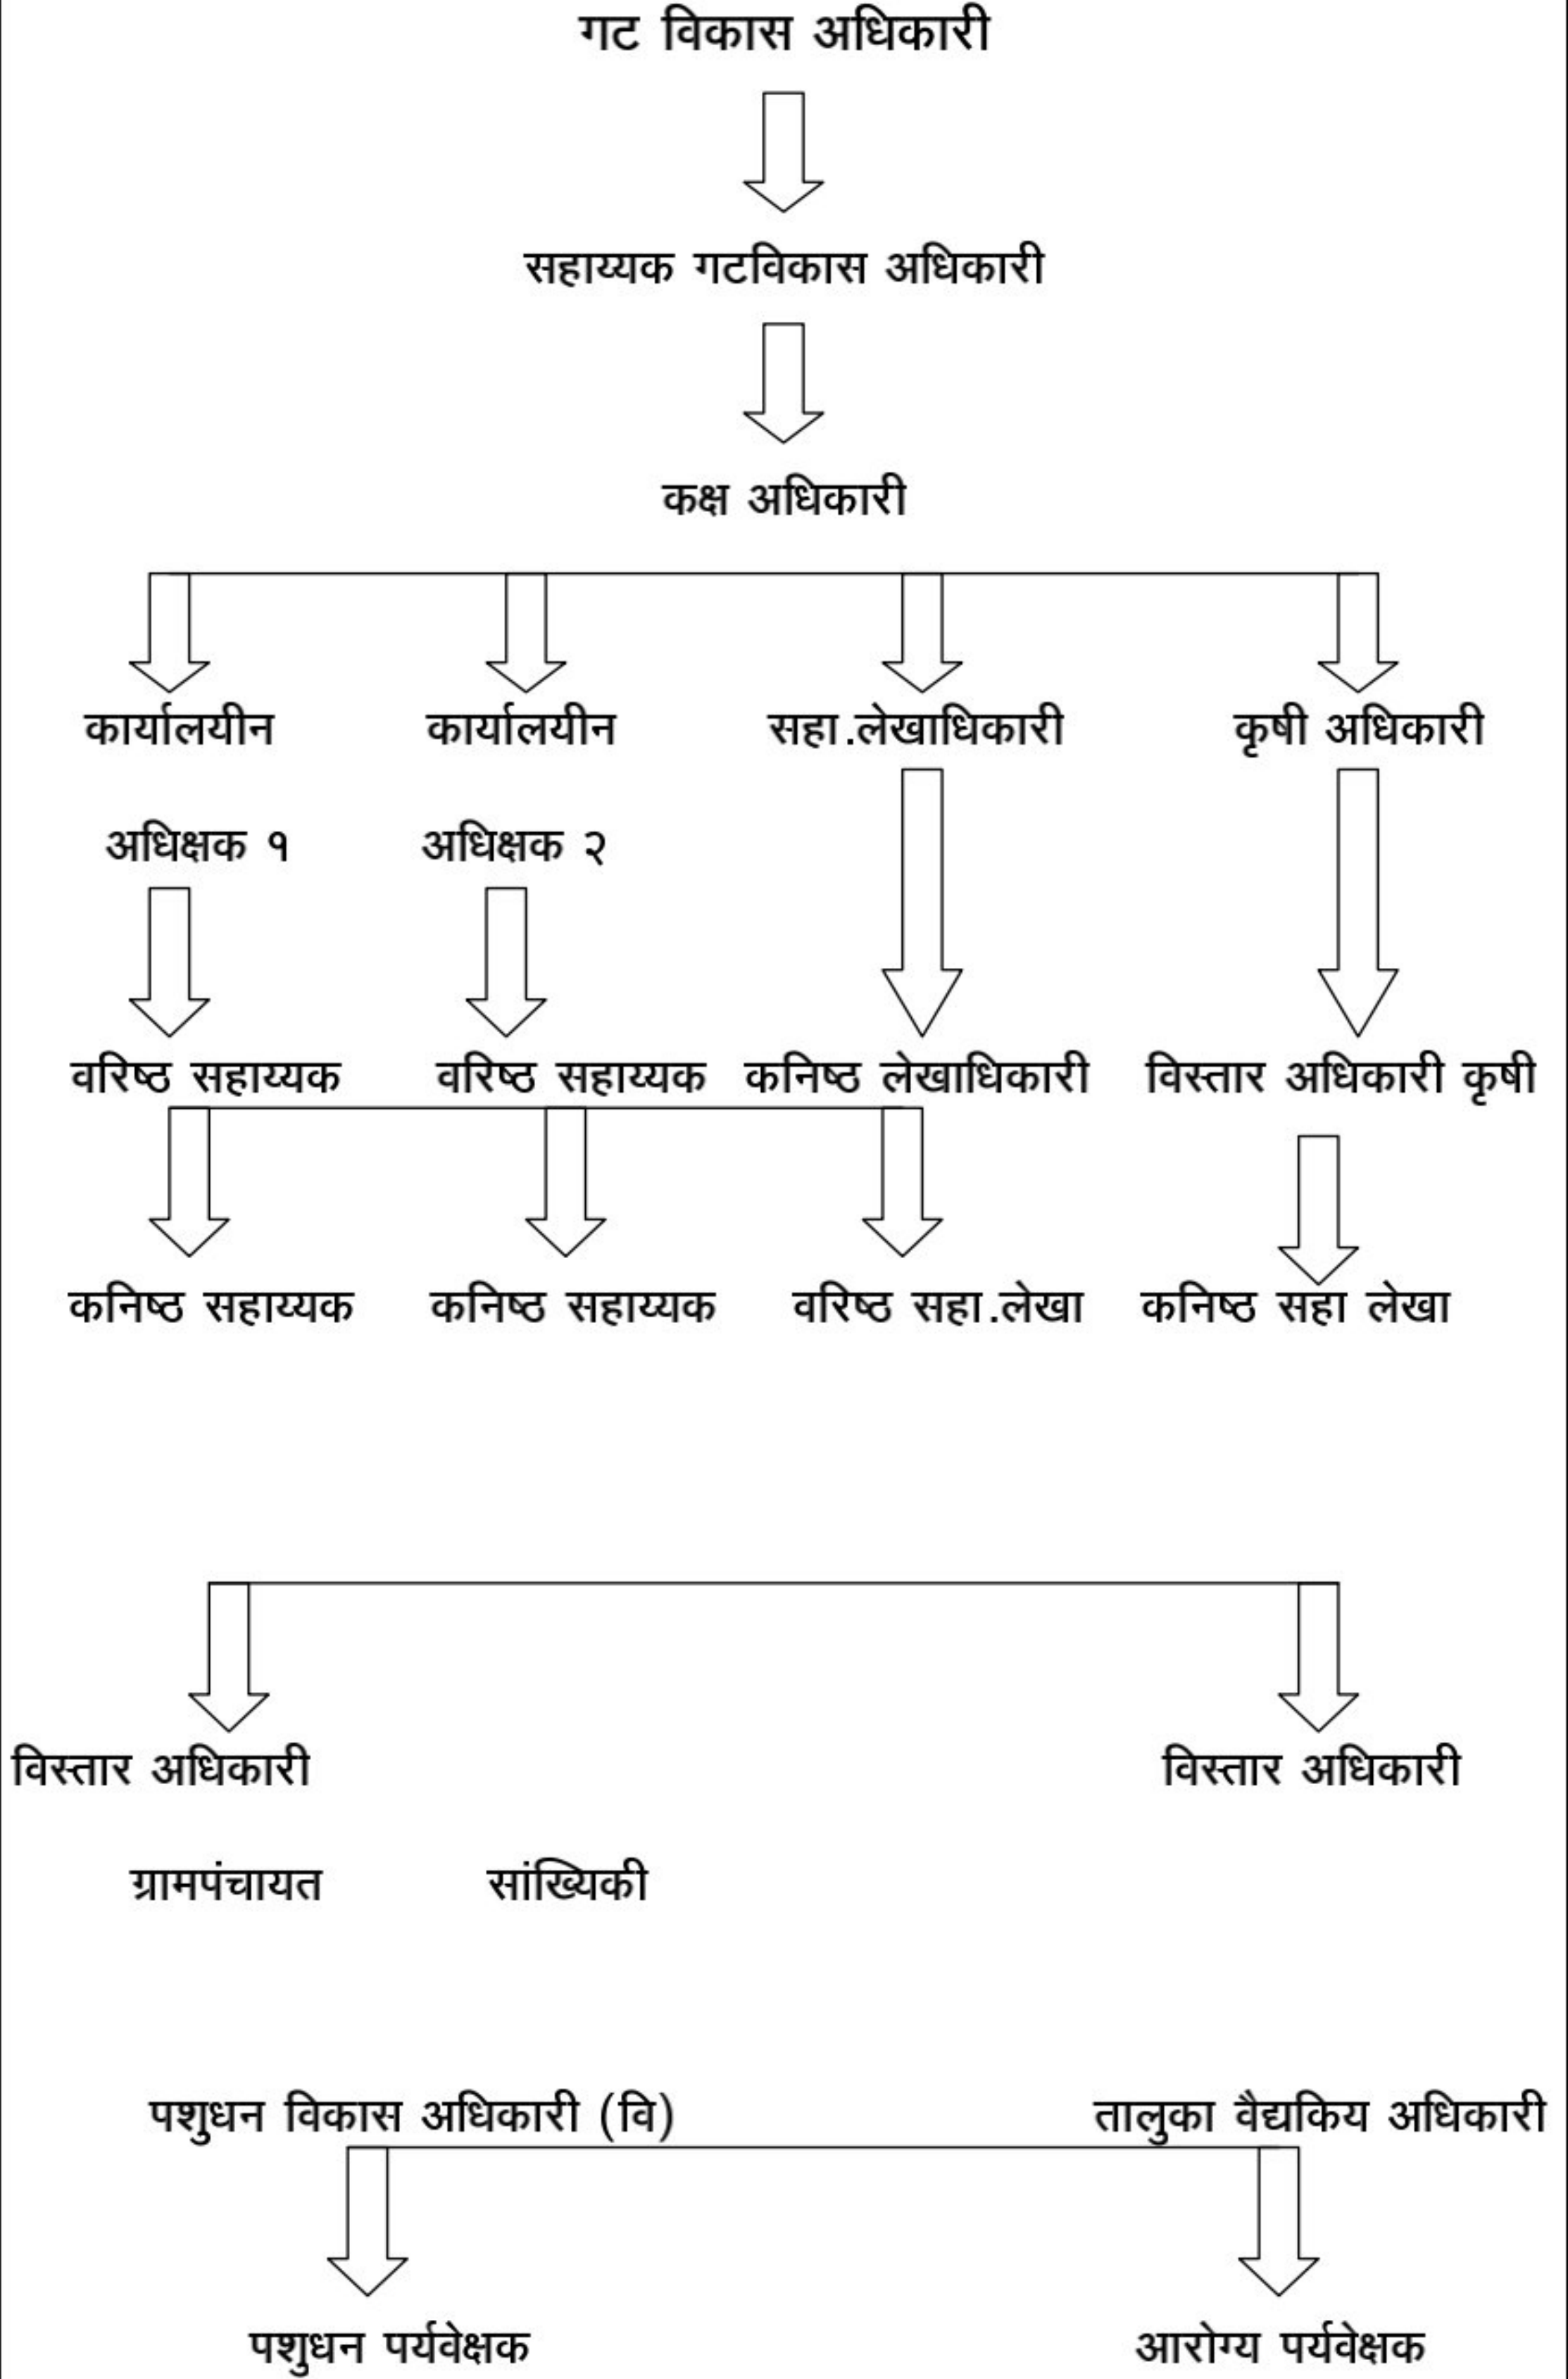 गट विकास अधिकारी
सहाय्यक गटविकास अधिकारी
कक्ष अधिकारी
कार्यालयीन कार्यालयीन सहा.लेखाधिकारी कृषी अधिकारी
अधिक्षक १ अधिक्षक २
वरिष्ठ सहाय्यक वरिष्ठ सहाय्यक कनिष्ठ लेखाधिकारी विस्तार अधिकारी कृषी
कनिष्ठ सहाय्यक कनिष्ठ सहाय्यक वरिष्ठ सहा.लेखा कनिष्ठ सहा लेखा
विस्तार अधिकारी विस्तार अधिकारी
ग्रामपंचायत सांख्यिकी
पशुधन विकास अधिकारी (वि) तालुका वैद्यकिय अधिकारी
पशुधन पर्यवेक्षक आरोग्य पर्यवेक्षक